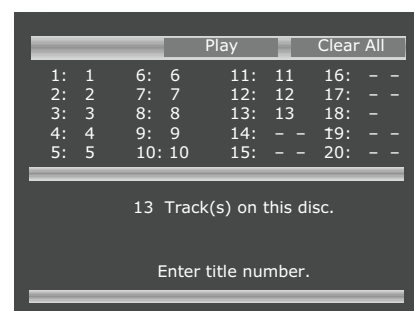 Play Clear All
1: 1 6: 6 11: 11 16: – –
2: 2 7: 7 12: 12 17: – –
3: 3 8: 8 13: 13 18: –
4: 4 9: 9 14: – – 19: – –
5: 5 10: 10 15: – – 20: – –
13 Track(s) on this disc.
Enter title number.